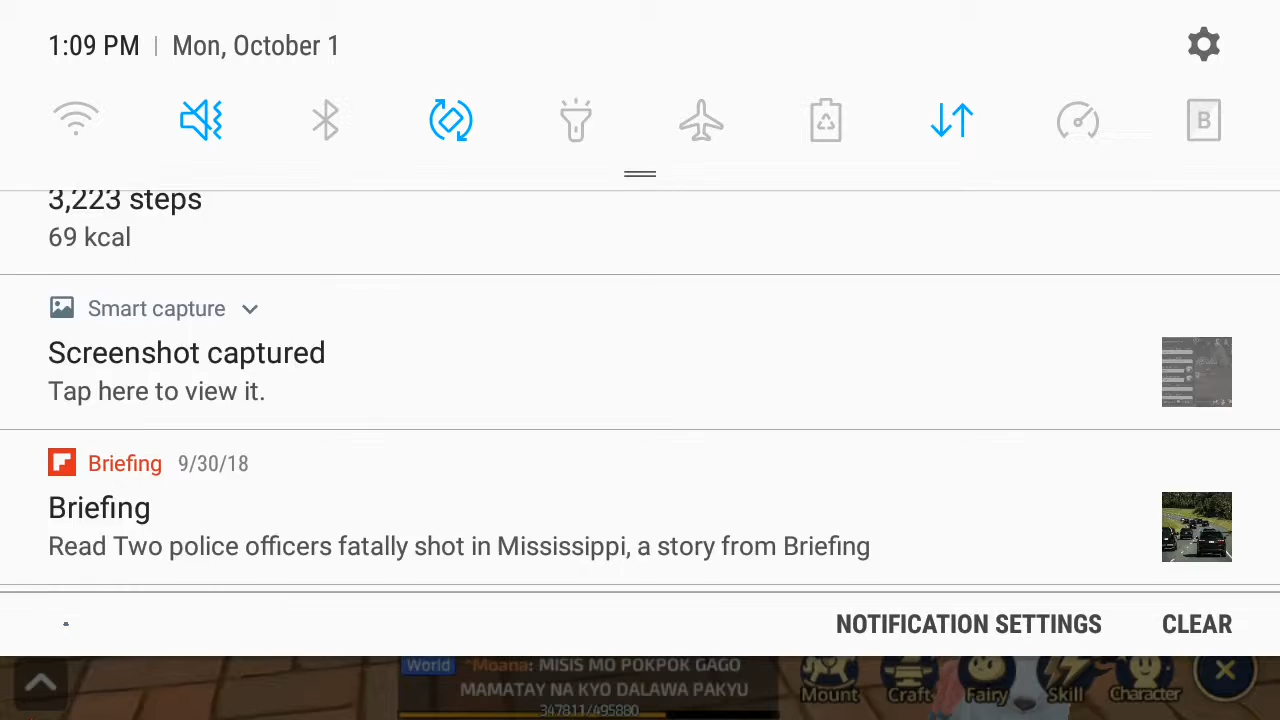 1:09 PM | Mon, October 1
B
3,223 steps
69 kcal
Smart capture
Screenshot captured
Tap here to view it.
Briefing 9/30/18
Briefing
Read Two police officers fatally shot in Mississippi, a story from Briefing
NOTIFICATION SETTINGS CLEAR
World ^Moana: MISIS MO POKPOK GAGO
MAMATAY NA KYO DALAWA PAKYU
347811/495880
Mount Craft Fairy Skill Character